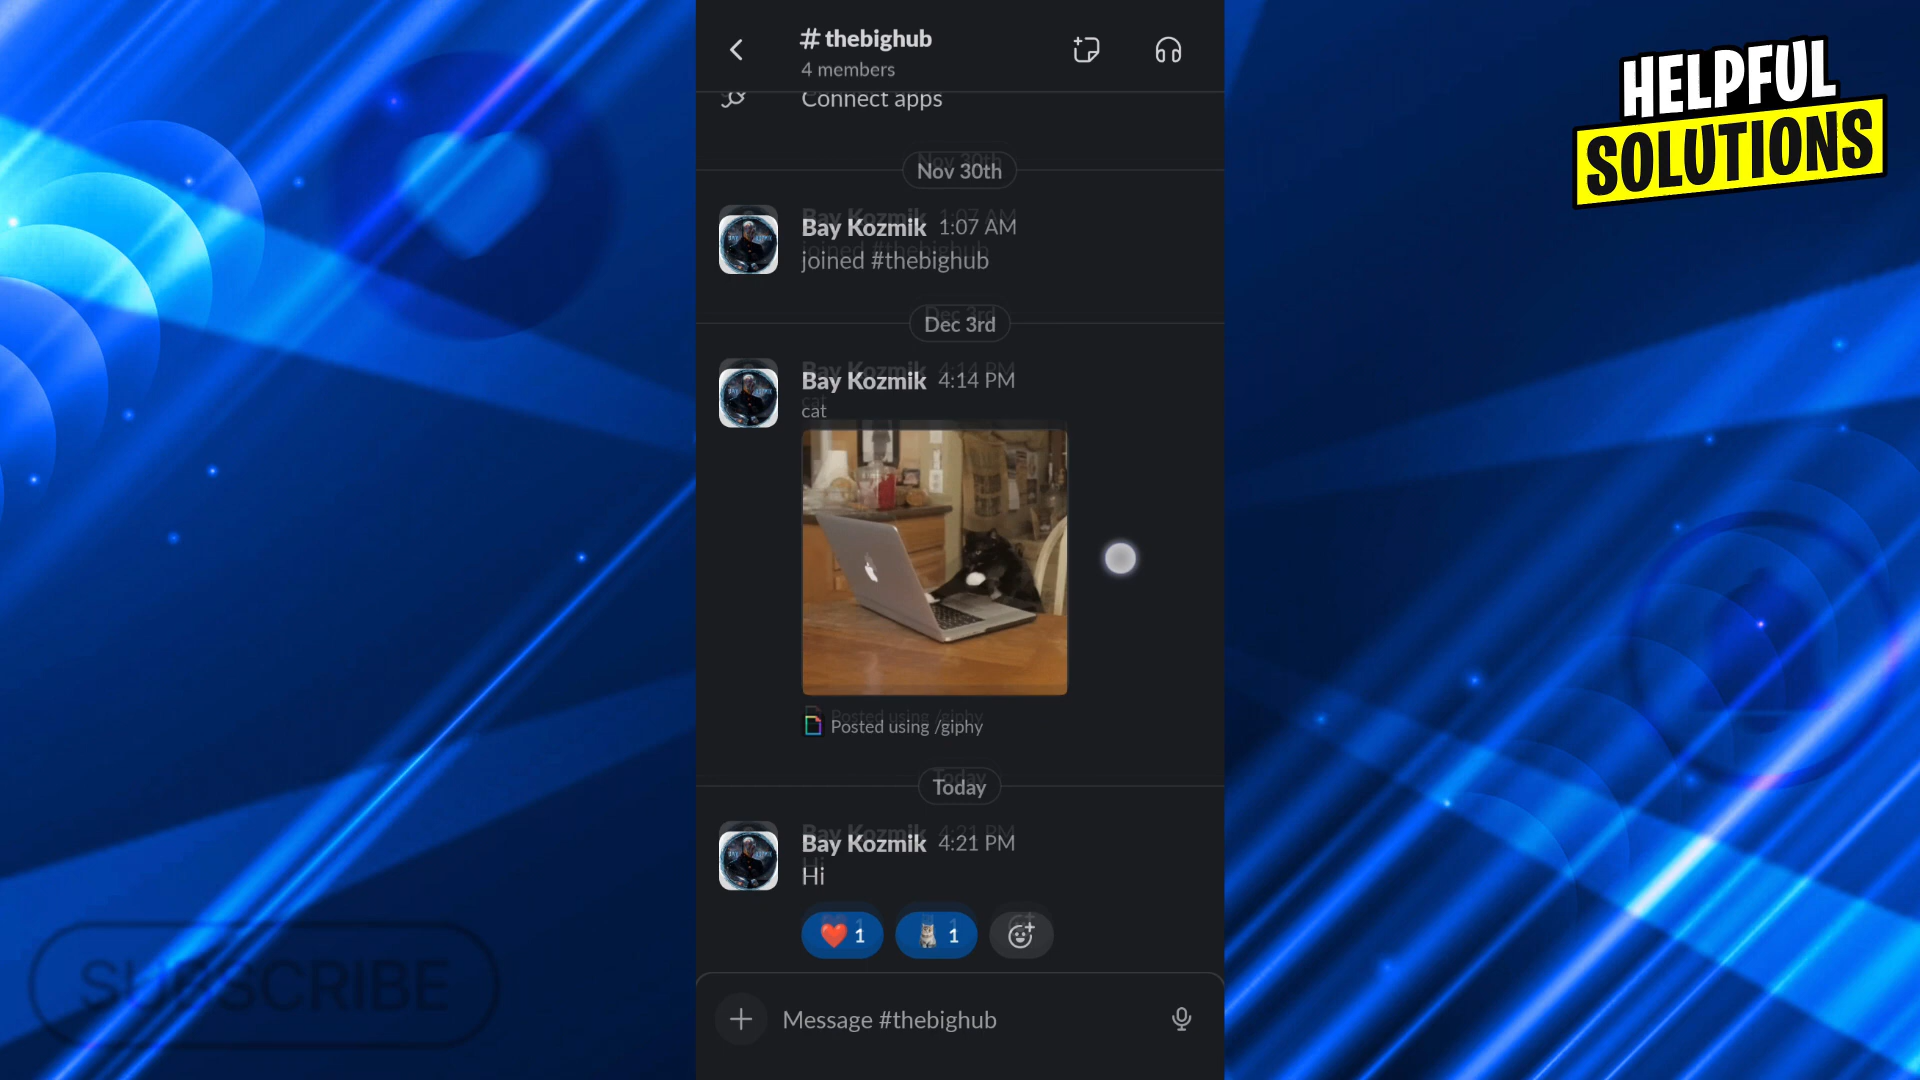 # thebighub
4 members
Connect apps
Nov 30th
Bay Kozmik 1:07 AM
joined #thebighub
Dec 3rd
Bay Kozmik 4:14 PM
cat
Posted using /giphy
Today
Bay Kozmik 4:21 PM
Hi
❤️ 1 1
Message #thebighub
HELPFUL
SOLUTIONS
SUBSCRIBE